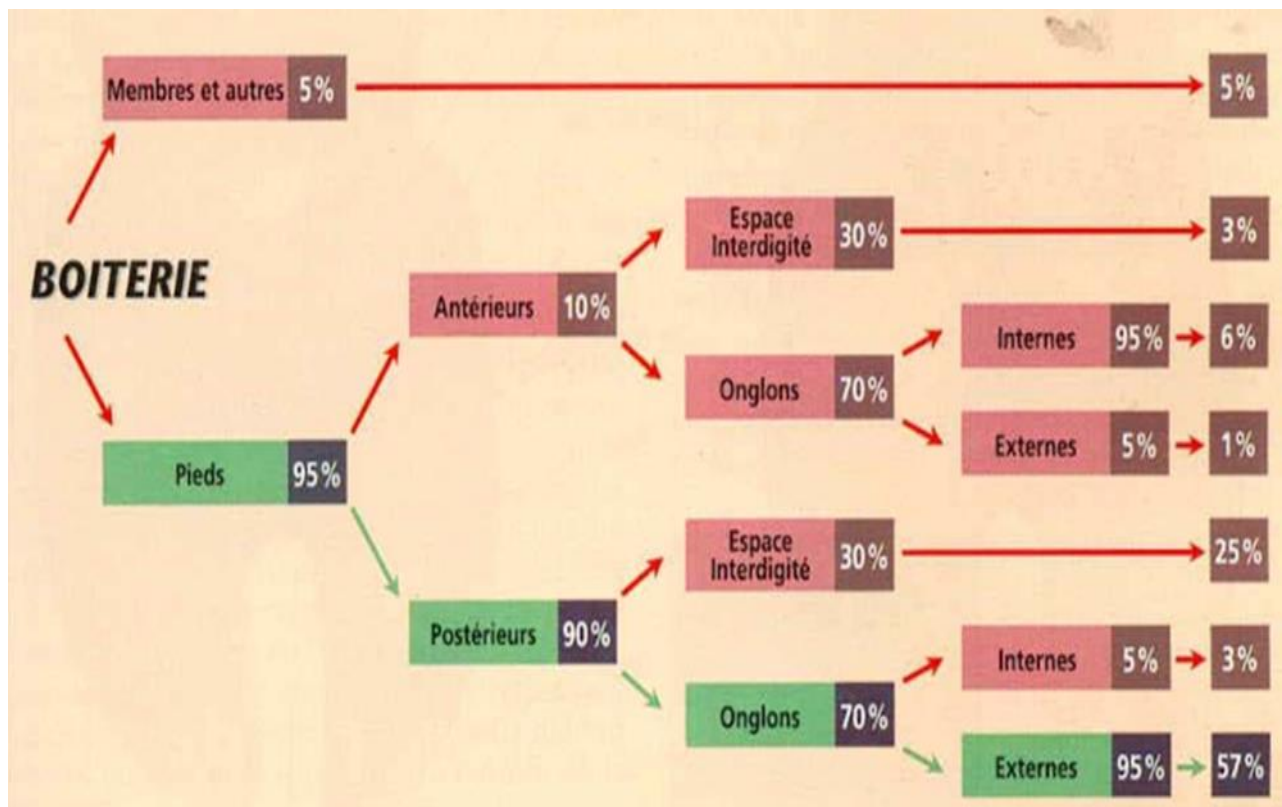 Membres et autres 5%
5%
BOITERIE
Espace
Interdigité 30%
3%
Antérieurs 10%
Internes 95%
6%
Onglons 70%
Externes 5%
1%
Pieds 95%
Espace
Interdigité 30%
25%
Postérieurs 90%
Internes 5%
3%
Onglons 70%
Externes 95%
57%